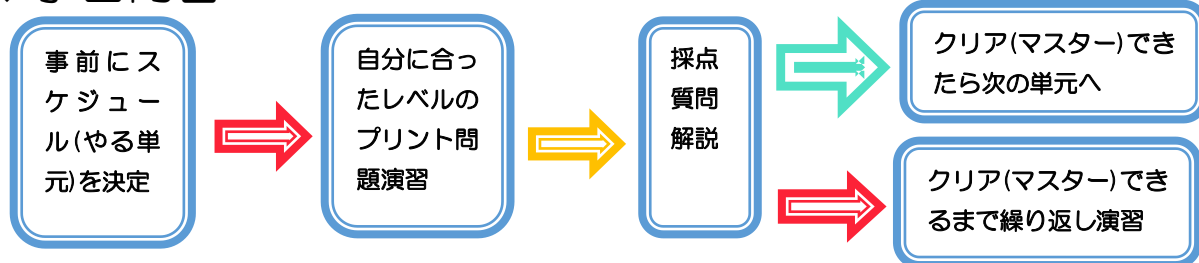 事前にス
ケジュー
ル(やる単
元)を決定
自分に合っ
たレベルの
プリント問
題演習
採点
質問
解説
クリア(マスター)でき
たら次の単元へ
クリア(マスター)でき
るまで繰り返し演習